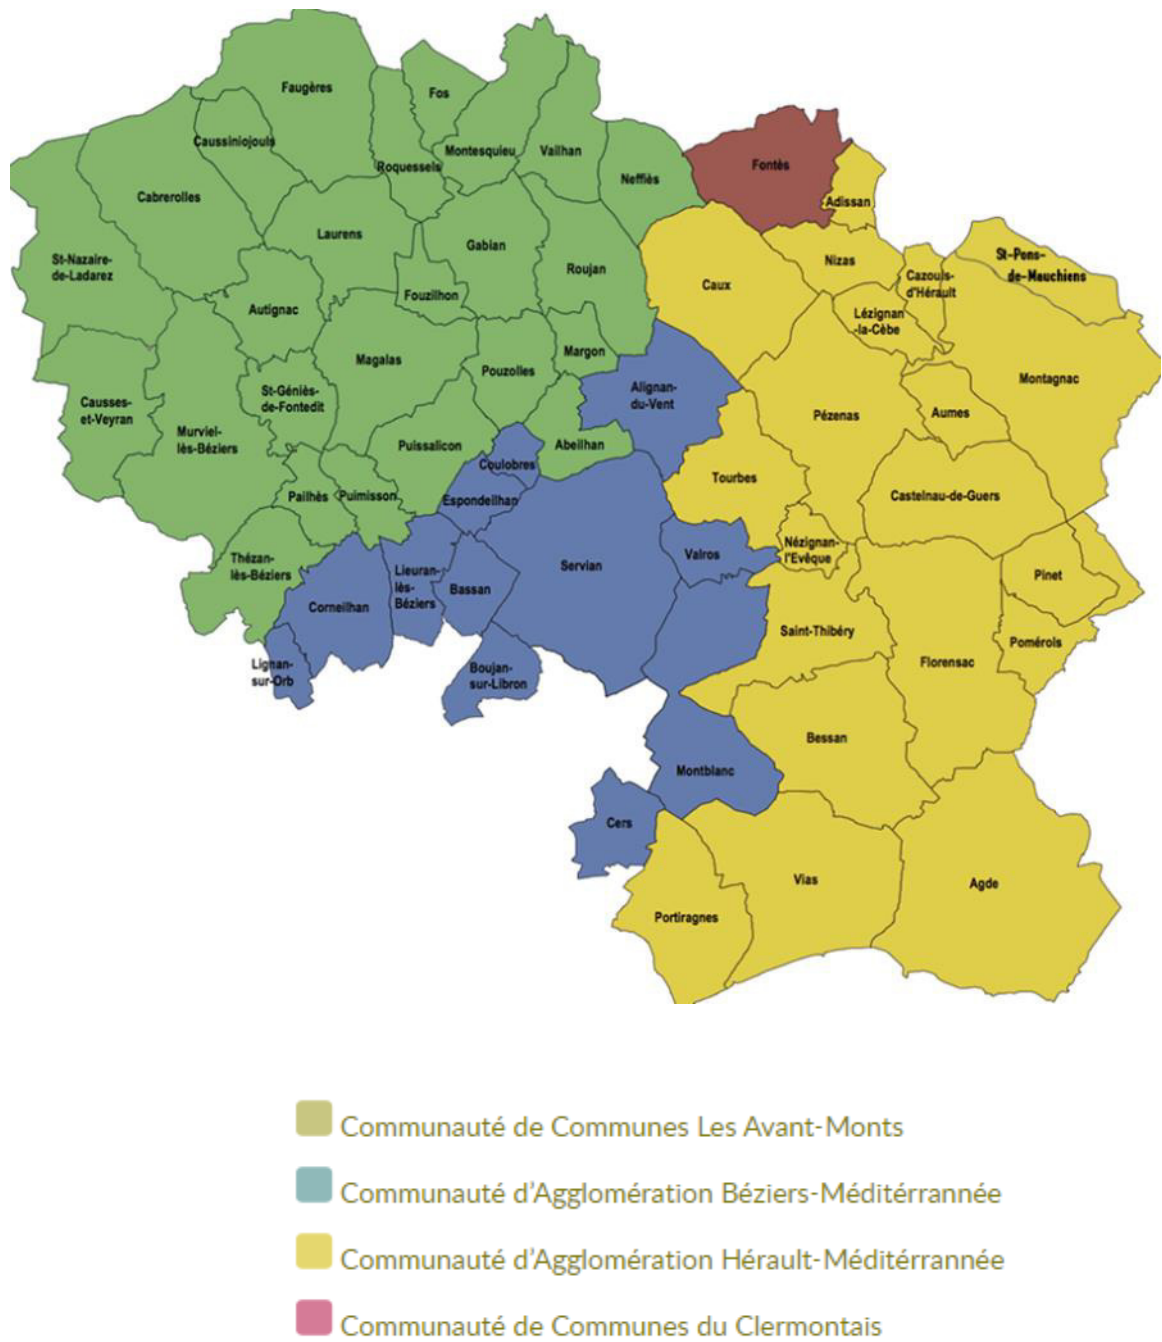 Faugères
Fos
Caussiniojouls
Montesquieu
Vailhan
Roquessels
Neffiès
Fontès
Cabrerolles
Adissan
Laurens
Gabian
St-Nazaire-
de-Ladarez
Roujan
Nizas
St-Pons-
de-Mauchiens
Caux
Cazouls-
d'Hérault
Fouzilhon
Autignac
Lézignan
-la-Cèbe
Magalas
Margon
Pouzolles
Montagnac
Alignan-
du-Vent
St-Géniès-
de-Fontedit
Causses-
et-Veyran
Pézenas
Aumes
Murviel
-lès-Béziers
Puissalicon
Abeilhan
Coulobres
Tourbes
Pailhès
Puimisson
Espondeilhan
Castelnau-de-Guers
Valros
Nézignan-
l'Evêque
Thézan-
lès-Béziers
Servian
Lieuran-
lès-
Béziers
Bassan
Pinet
Corneilhan
Saint-Thibéry
Pomérols
Lignan-
sur-Orb
Boujan-
sur-Libron
Florensac
Bessan
Montblanc
Cers
Vias
Agde
Portiragnes
Communauté de Communes Les Avant-Monts
Communauté d'Agglomération Béziers-Méditérrannée
Communauté d'Agglomération Hérault-Méditérrannée
Communauté de Communes du Clermontais